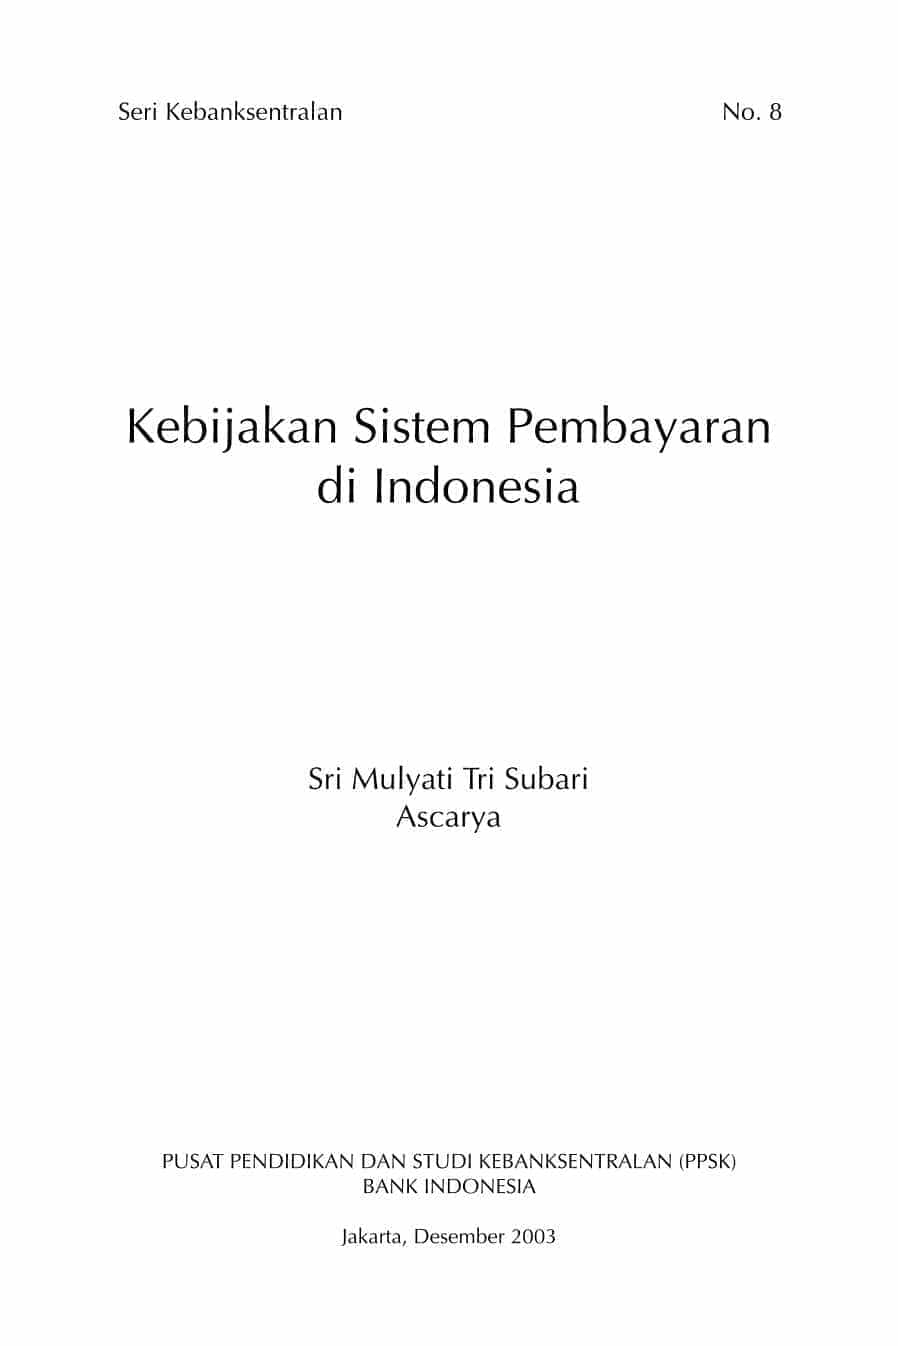 Seri Kebanksentralan No. 8
Kebijakan Sistem Pembayaran
di Indonesia
Sri Mulyati Tri Subari
Ascarya
PUSAT PENDIDIKAN DAN STUDI KEBANKSENTRALAN (PPSK)
BANK INDONESIA
Jakarta, Desember 2003